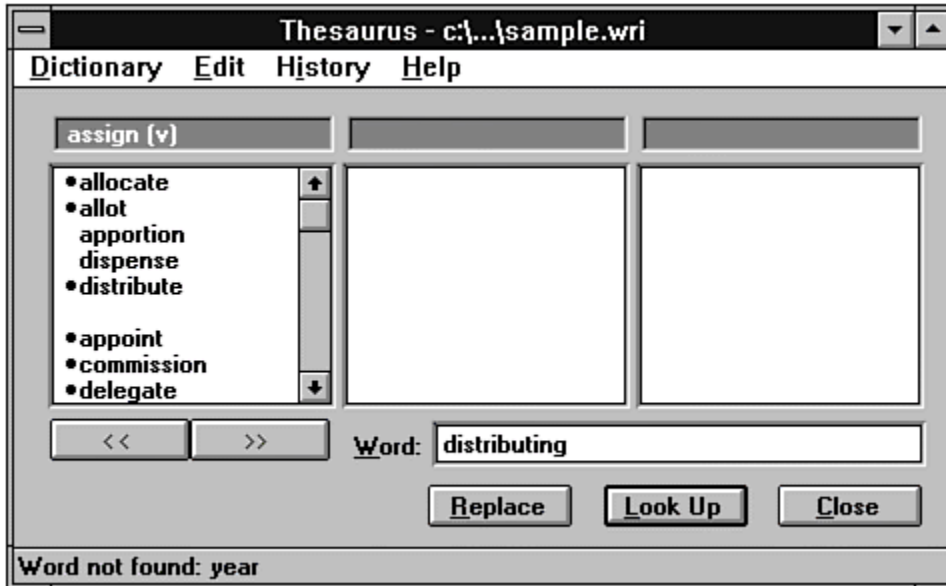 Thesaurus - c:\...\sample.wri
Dictionary Edit History Help
assign (v)
•allocate
•allot
apportion
dispense
•distribute
•appoint
•commission
•delegate
<< >> Word: distributing
Replace Look Up Close
Word not found: year